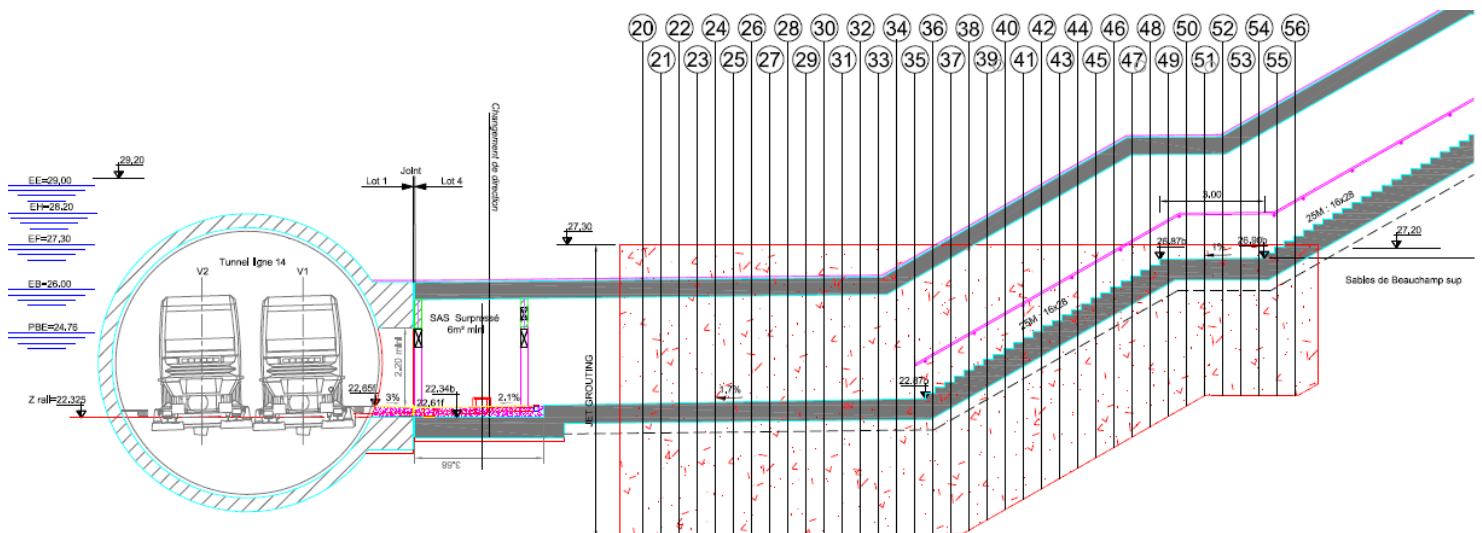 20 22 24 26 28 30 32 34 36 38 40 42 44 46 48 50 52 54 56
21 23 25 27 29 31 33 35 37 39 41 43 45 47 49 51 53 55
Changement de direction
29,20
Joint
Lot 1
Lot 4
EE=29,00
EH=28,20
EF=27,30
EB=26,00
PBE=24,76
Z rail=22,325
Tunnel ligne 14
V2
V1
27,30
SAS Surpressé
6m² mini
2,20 mini
22,65f
3%
22,34b
22,61f
2,1%
3,68
JET GROUTING
1,7%
22,87b
25M : 16x28
3,00
26,87b
1%
26,90b
25M : 16x28
27,20
Sables de Beauchamp sup